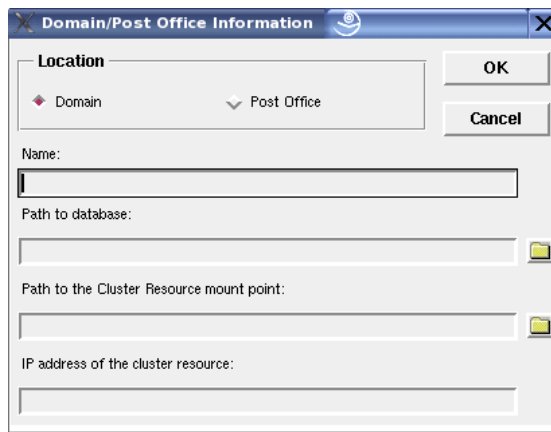 Domain/Post Office Information
Location
Domain
Post Office
OK
Cancel
Name:
Path to database:
Path to the Cluster Resource mount point:
IP address of the cluster resource: